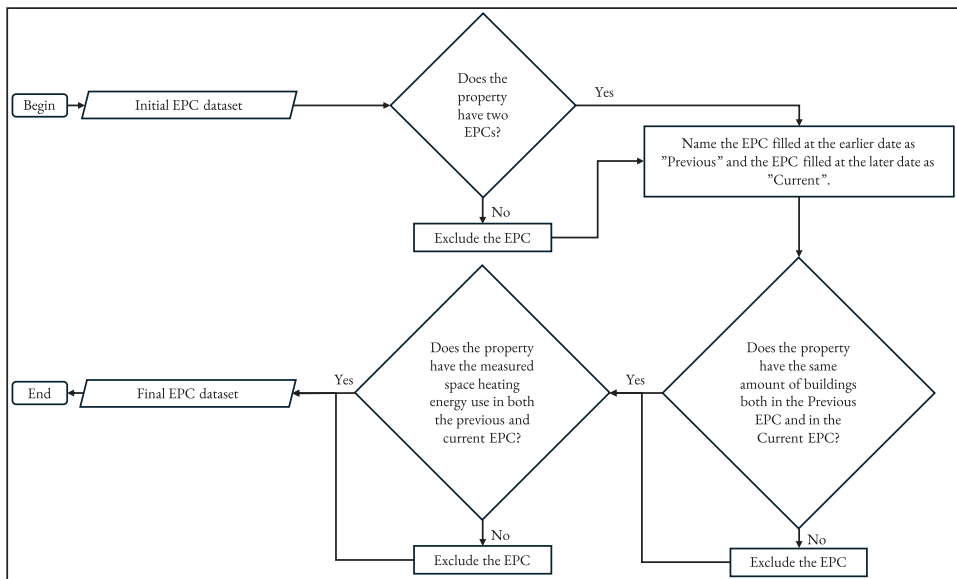 Begin
Initial EPC dataset
Does the
property
have two
EPCs?
Yes
Name the EPC filled at the earlier date as
”Previous” and the EPC filled at the later date as
”Current”.
No
Exclude the EPC
Does the property
have the same
amount of buildings
both in the Previous
EPC and in the
Current EPC?
Yes
No
Exclude the EPC
Does the property
have the measured
space heating
energy use in both
the previous and
current EPC?
Yes
No
Exclude the EPC
Final EPC dataset
End